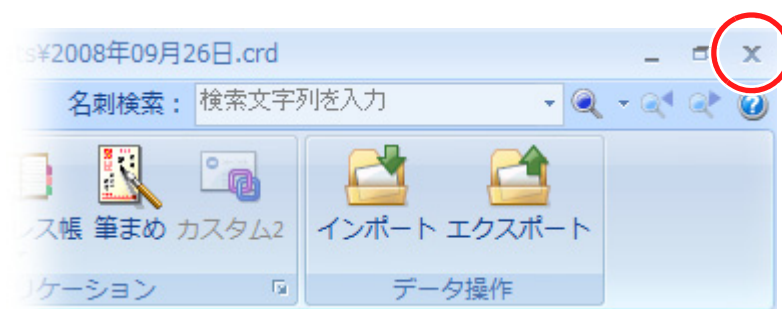 ts¥2008年09月26日.crd
名刺検索： 検索文字列を入力
ス帳 筆まめ カスタム2 インポート エクスポート
リケーション データ操作